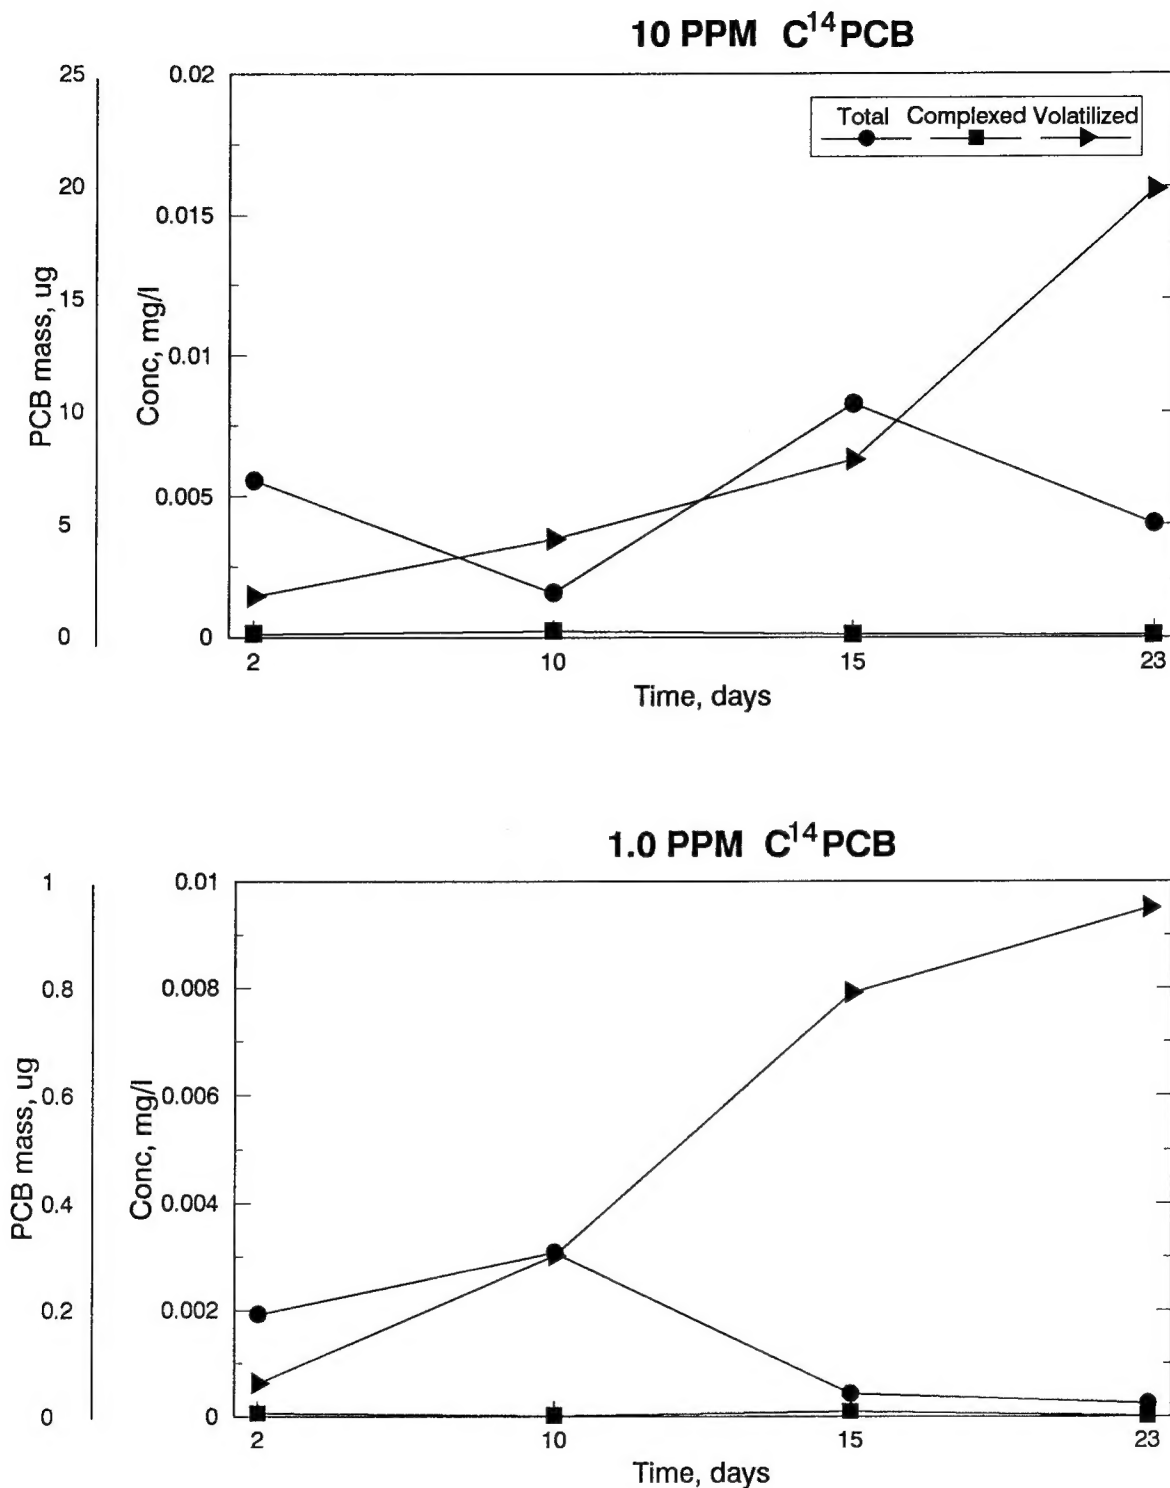 10 PPM C14PCB
25 0.02
Total Complexed Volatilized
20
0.015
15
PCB mass, ug
Conc, mg/l
0.01
10
0.005
5
0 0
2 10 15 23
Time, days
1.0 PPM C14PCB
1 0.01
0.8 0.008
PCB mass, ug
Conc, mg/l
0.6 0.006
0.4 0.004
0.2 0.002
0 0
2 10 15 23
Time, days